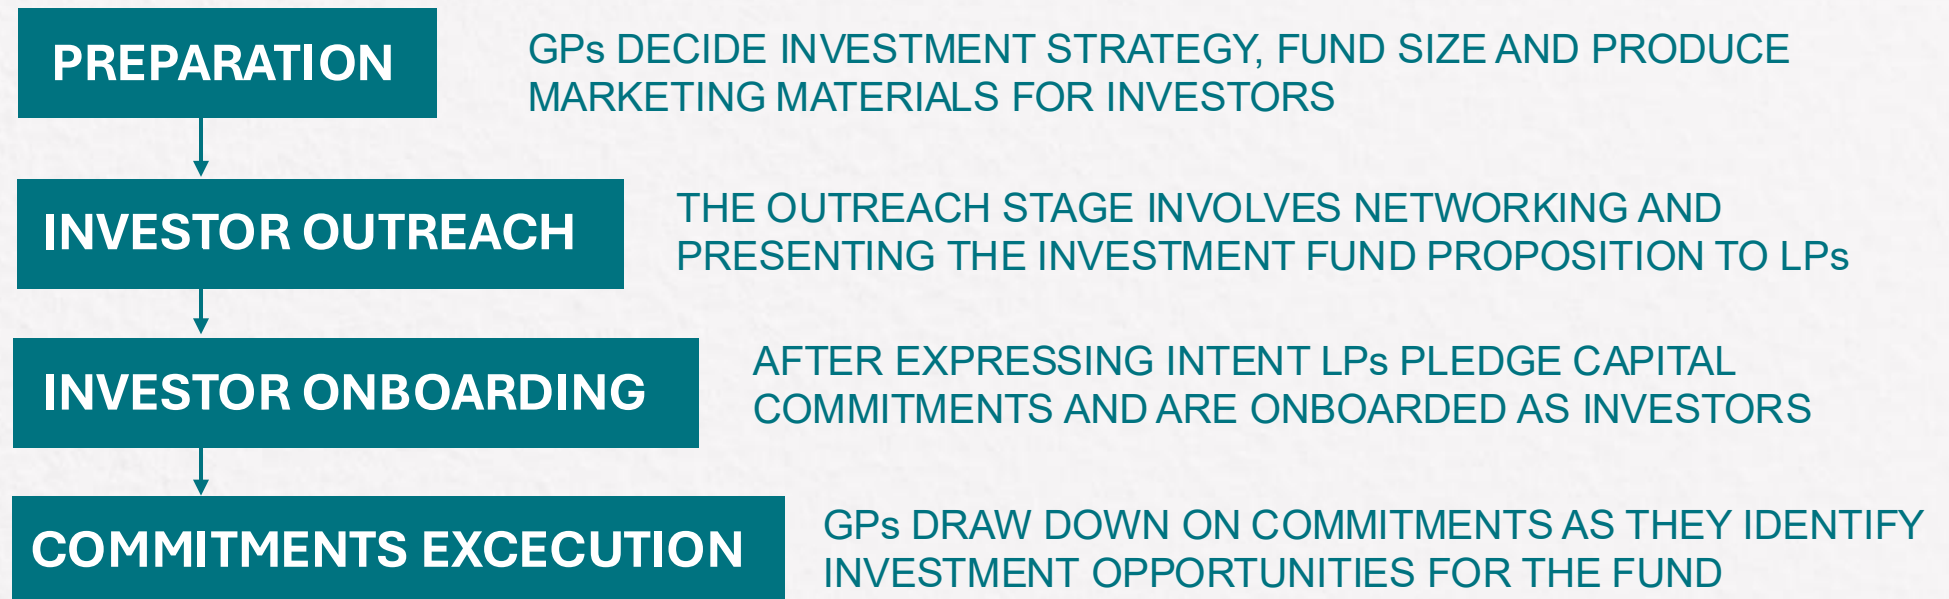 PREPARATION
GPs DECIDE INVESTMENT STRATEGY, FUND SIZE AND PRODUCE
MARKETING MATERIALS FOR INVESTORS
INVESTOR OUTREACH
THE OUTREACH STAGE INVOLVES NETWORKING AND
PRESENTING THE INVESTMENT FUND PROPOSITION TO LPs
INVESTOR ONBOARDING
AFTER EXPRESSING INTENT LPs PLEDGE CAPITAL
COMMITMENTS AND ARE ONBOARDED AS INVESTORS
COMMITMENTS EXCECUTION
GPs DRAW DOWN ON COMMITMENTS AS THEY IDENTIFY
INVESTMENT OPPORTUNITIES FOR THE FUND